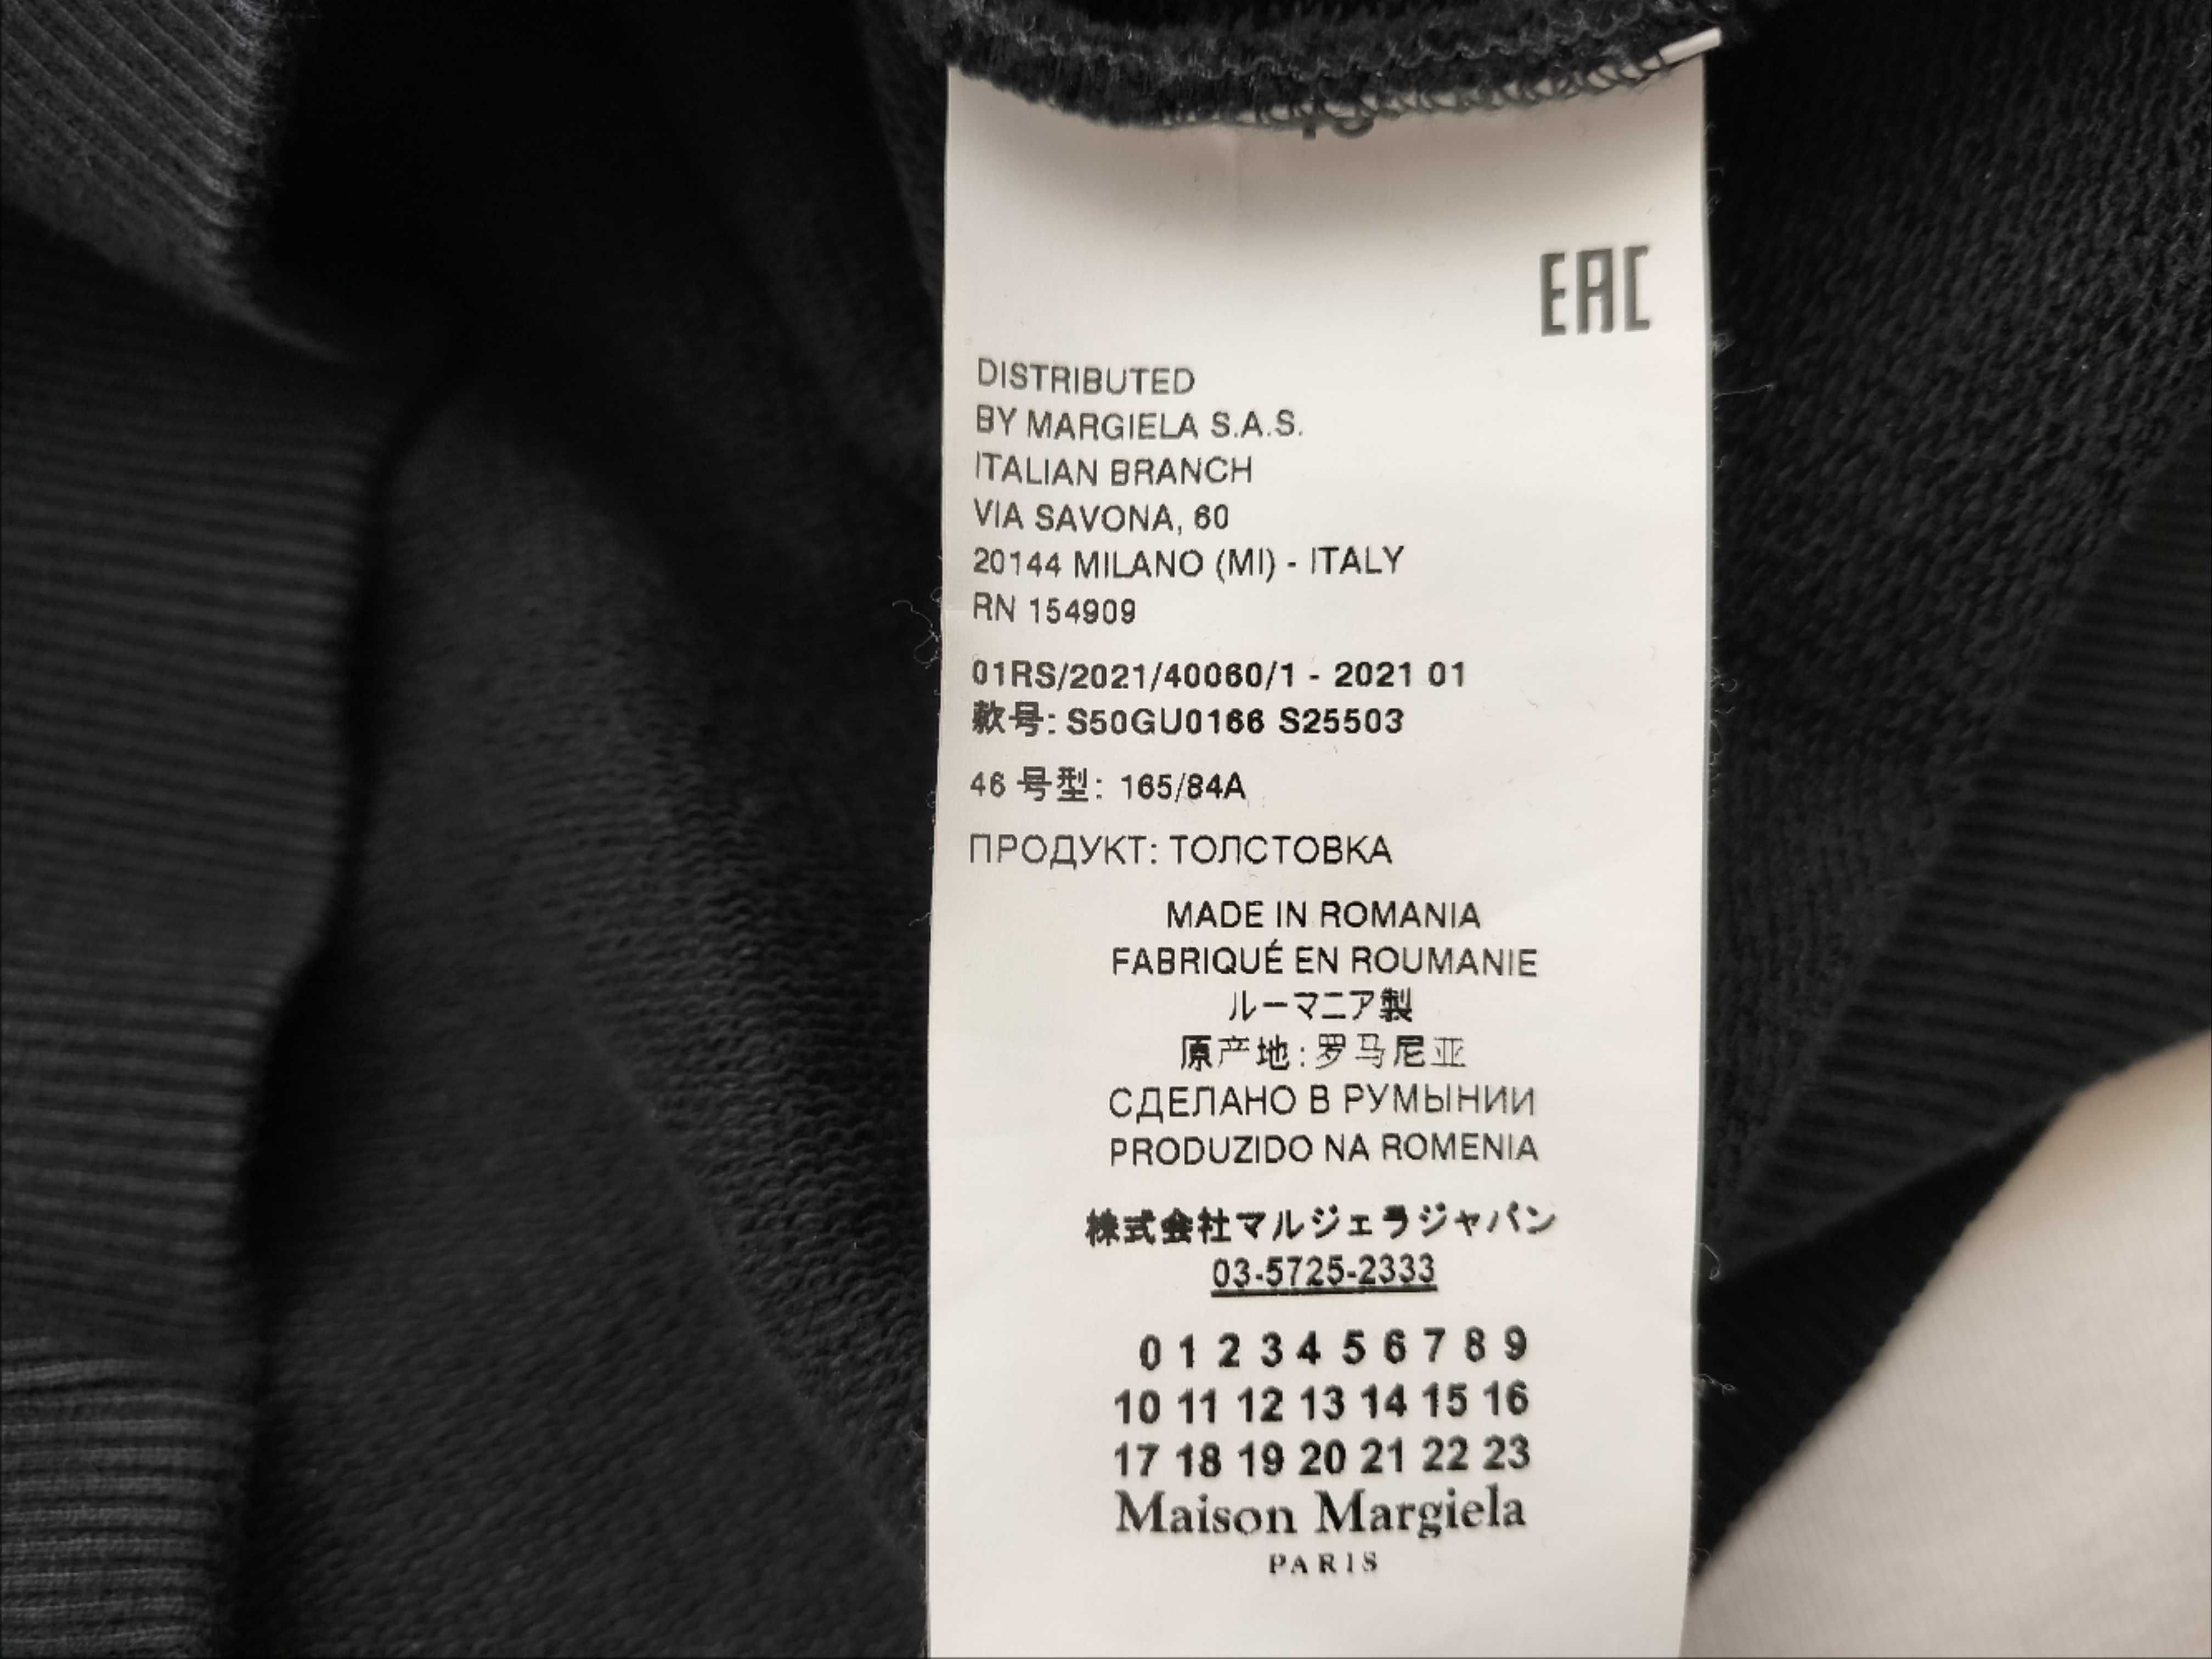 EAC
DISTRIBUTED
BY MARGIELA S.A.S.
ITALIAN BRANCH
VIA SAVONA, 60
20144 MILANO (MI) - ITALY
RN 154909
01RS/2021/40060/1 - 2021 01
款号: S50GU0166 S25503
46 号型: 165/84A
ПРОДУКТ: ТОЛСТОВКА
MADE IN ROMANIA
FABRIQUÉ EN ROUMANIE
ルーマニア製
原产地:罗马尼亚
СДЕЛАНО В РУМЫНИИ
PRODUZIDO NA ROMENIA
株式会社マルジェラジャパン
03-5725-2333
0 1 2 3 4 5 6 7 8 9
10 11 12 13 14 15 16
17 18 19 20 21 22 23
Maison Margiela
PARIS